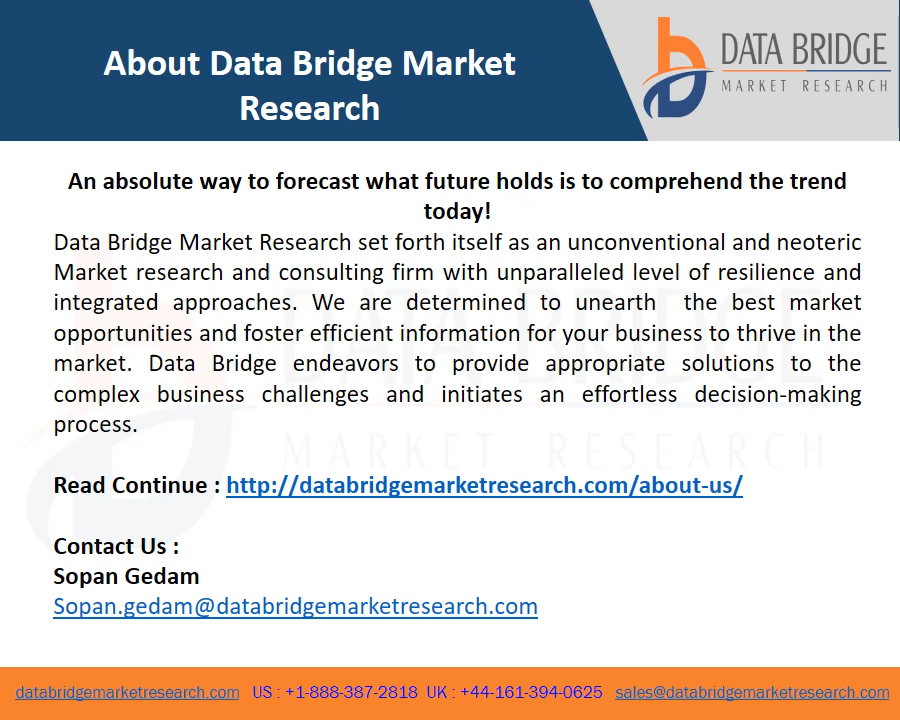 About Data Bridge Market
Research
DATA BRIDGE
MARKET RESEARCH
An absolute way to forecast what future holds is to comprehend the trend
today!
Data Bridge Market Research set forth itself as an unconventional and neoteric
Market research and consulting firm with unparalleled level of resilience and
integrated approaches. We are determined to unearth the best market
opportunities and foster efficient information for your business to thrive in the
market. Data Bridge endeavors to provide appropriate solutions to the
complex business challenges and initiates an effortless decision-making
process.
DATA BRIDGE
MARKET RESEARCH
Read Continue : http://databridgemarketresearch.com/about-us/
Contact Us :
Sopan Gedam
Sopan.gedam@databridgemarketresearch.com
databridgemarketresearch.com US : +1-888-387-2818 UK : +44-161-394-0625 sales@databridgemarketresearch.com